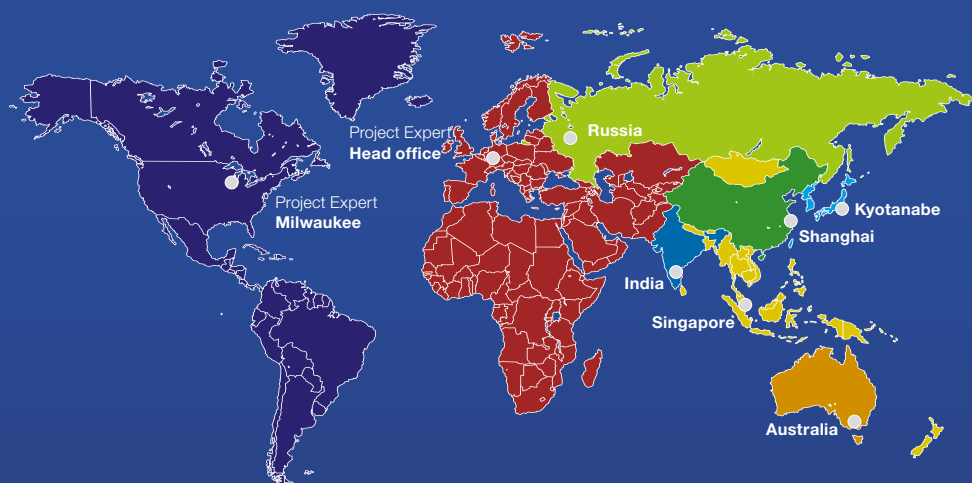 Project Expert
Head office
Russia
Project Expert
Milwaukee
Kyotanabe
Shanghai
India
Singapore
Australia